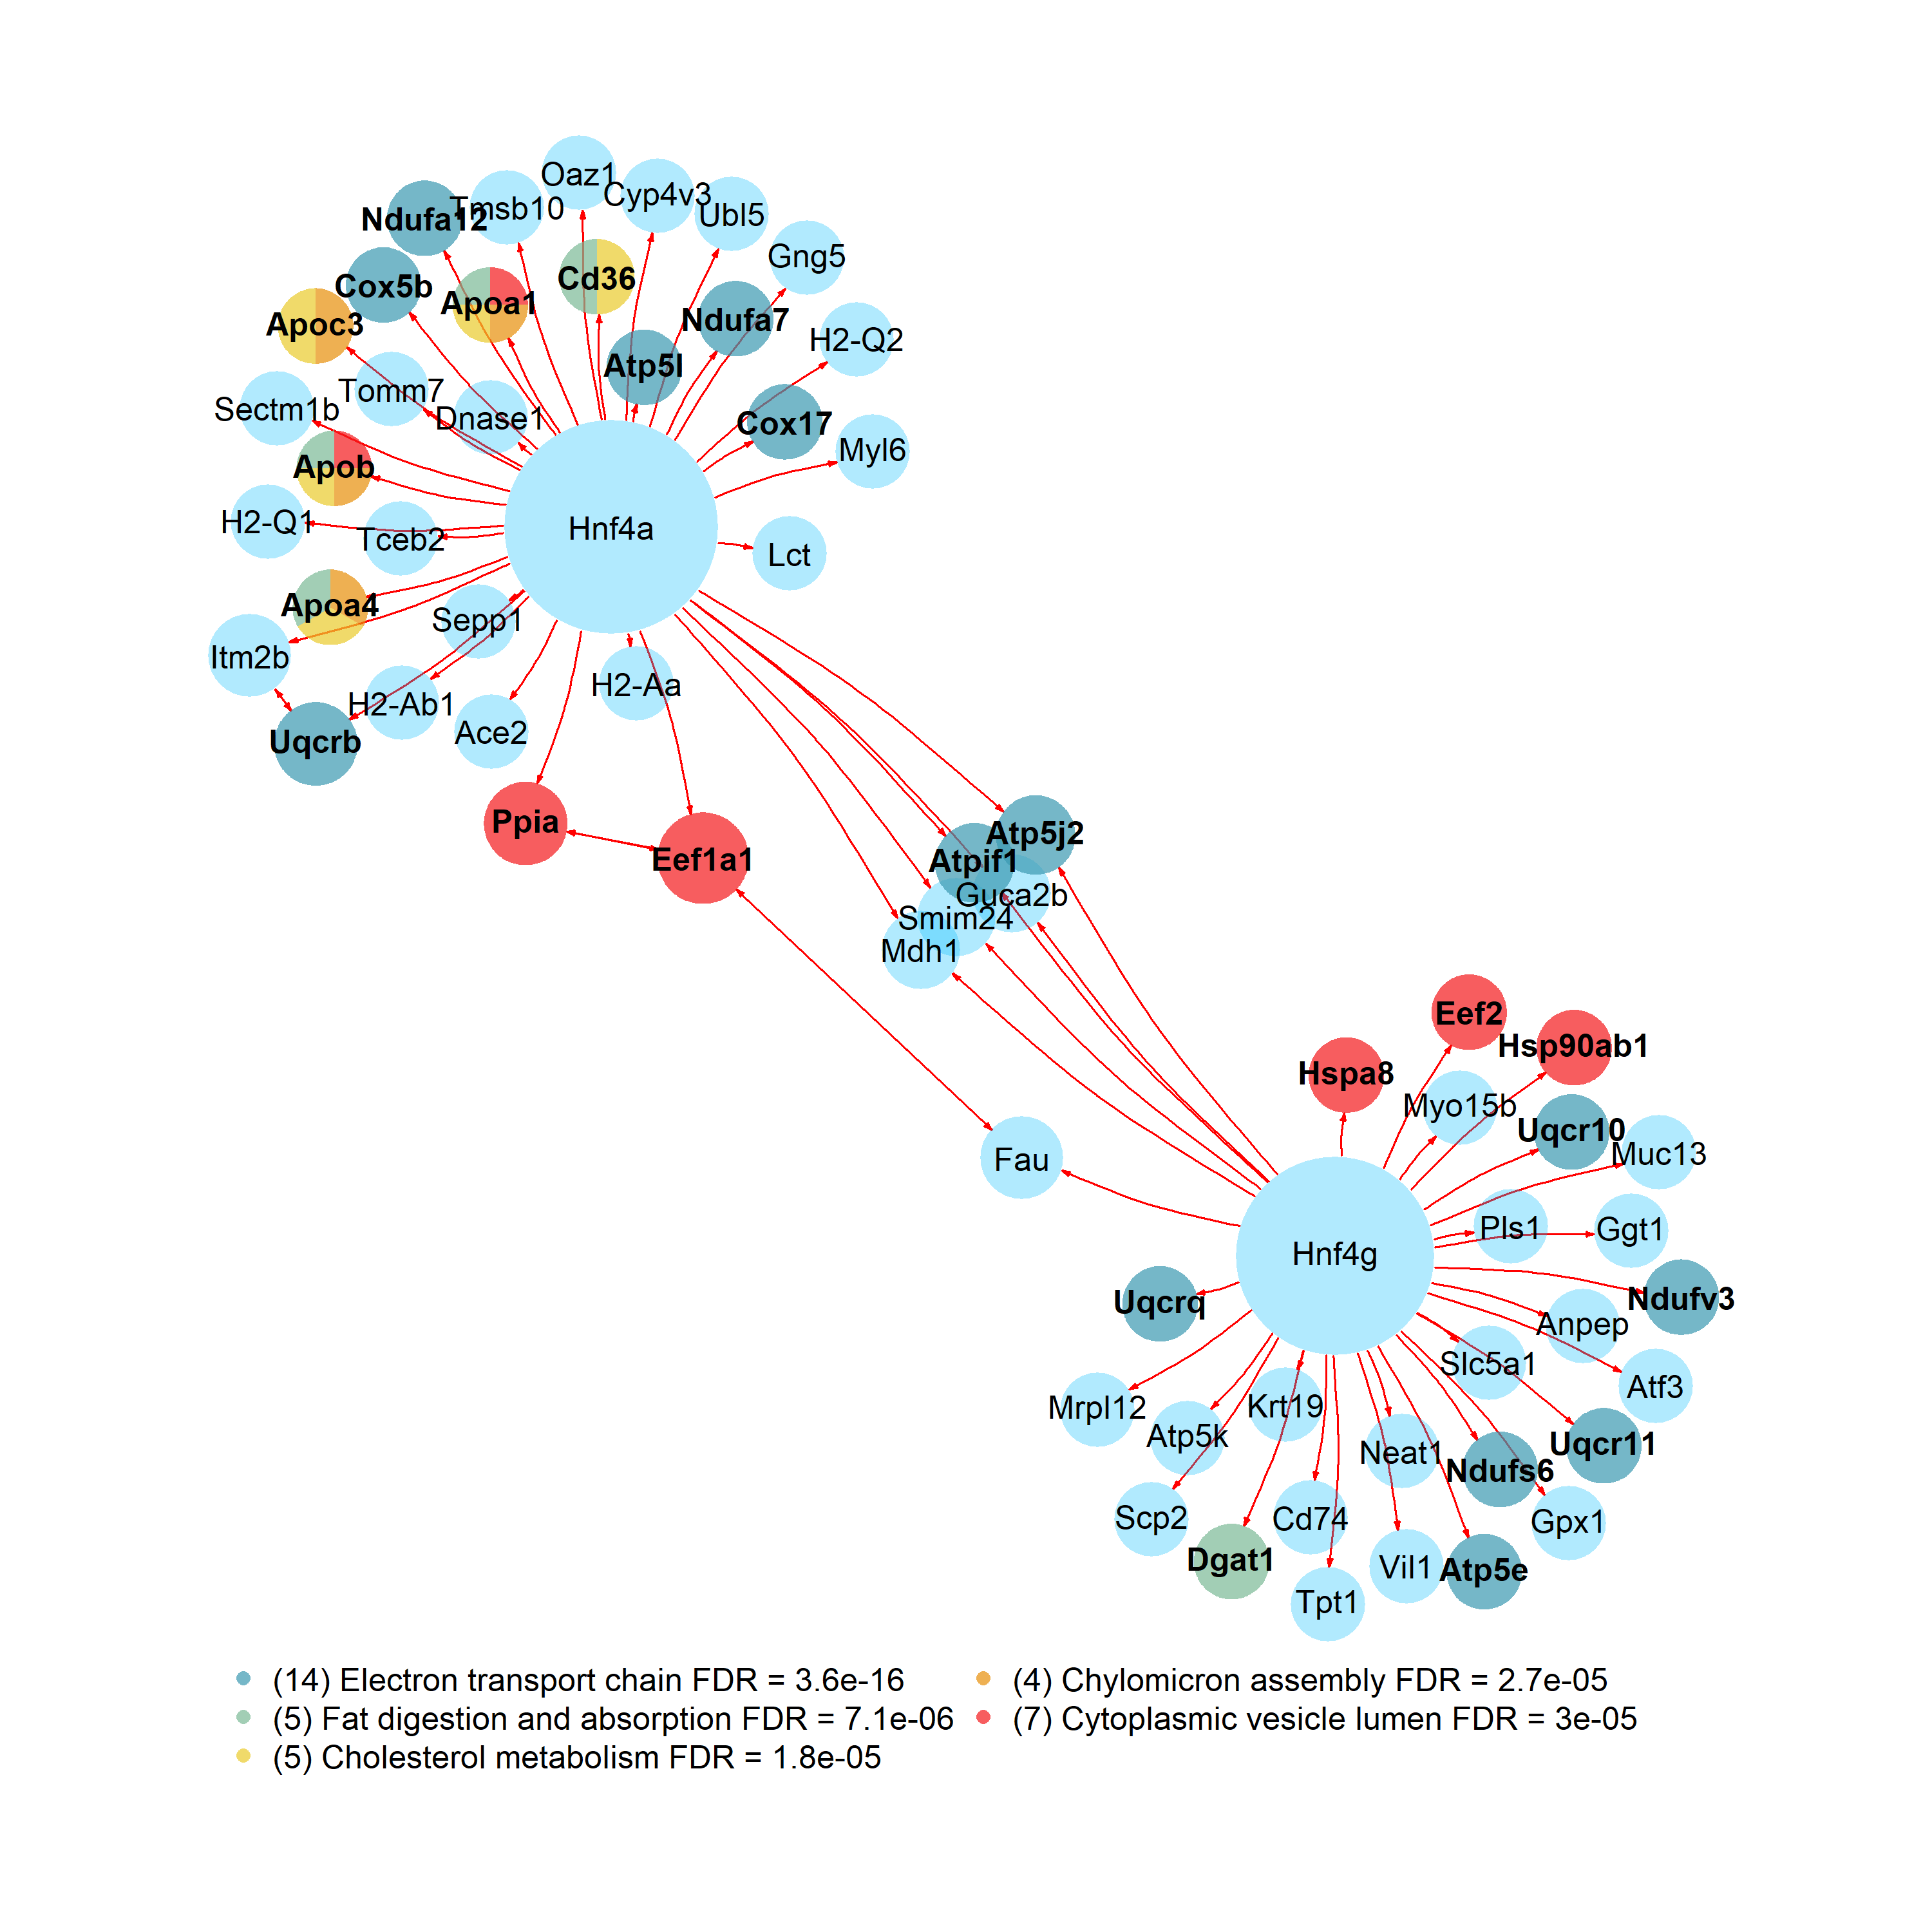 Oaz1
Cyp4v3
Tmsb10
Ubl5
Ndufa12
Gng5
Cd36
Cox5b
Apoa1
Apoc3
Ndufa7
H2-Q2
Atp5l
Tomm7
Sectm1b
Dnase1
Cox17
Myl6
Apob
H2-Q1
Hnf4a
Tceb2
Lct
Apoa4
Sepp1
Itm2b
H2-Aa
H2-Ab1
Ace2
Uqcrb
Ppia
Atp5j2
Eef1a1
Atpif1
Guca2b
Smim24
Mdh1
Eef2
Hsp90ab1
Hspa8
Myo15b
Uqcr10
Muc13
Fau
Pls1
Ggt1
Hnf4g
Uqcrq
Ndufv3
Anpep
Slc5a1
Atf3
Mrpl12
Krt19
Atp5k
Neat1
Uqcr11
Ndufs6
Scp2
Cd74
Gpx1
Dgat1
Vil1
Atp5e
Tpt1
(14) Electron transport chain FDR = 3.6e-16
(5) Fat digestion and absorption FDR = 7.1e-06
(5) Cholesterol metabolism FDR = 1.8e-05
(4) Chylomicron assembly FDR = 2.7e-05
(7) Cytoplasmic vesicle lumen FDR = 3e-05